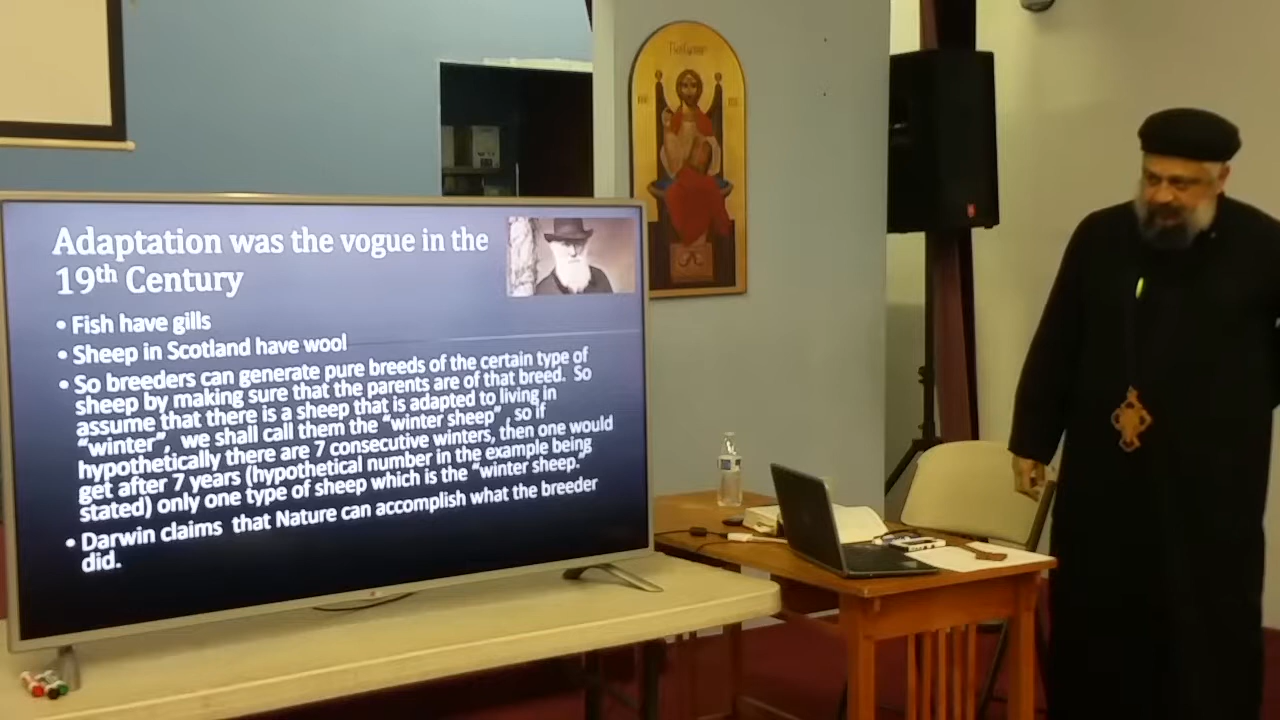 Adaptation was the vogue in the
19th Century
• Fish have gills
• Sheep in Scotland have wool
• So breeders can generate pure breeds of the certain type of
sheep by making sure that the parents are of that breed. So
assume that there is a sheep that is adapted to living in
“winter”, we shall call them the “winter sheep” , so if
hypothetically there are 7 consecutive winters, then one would
get after 7 years (hypothetical number in the example being
stated) only one type of sheep which is the “winter sheep.”
• Darwin claims that Nature can accomplish what the breeder
did.